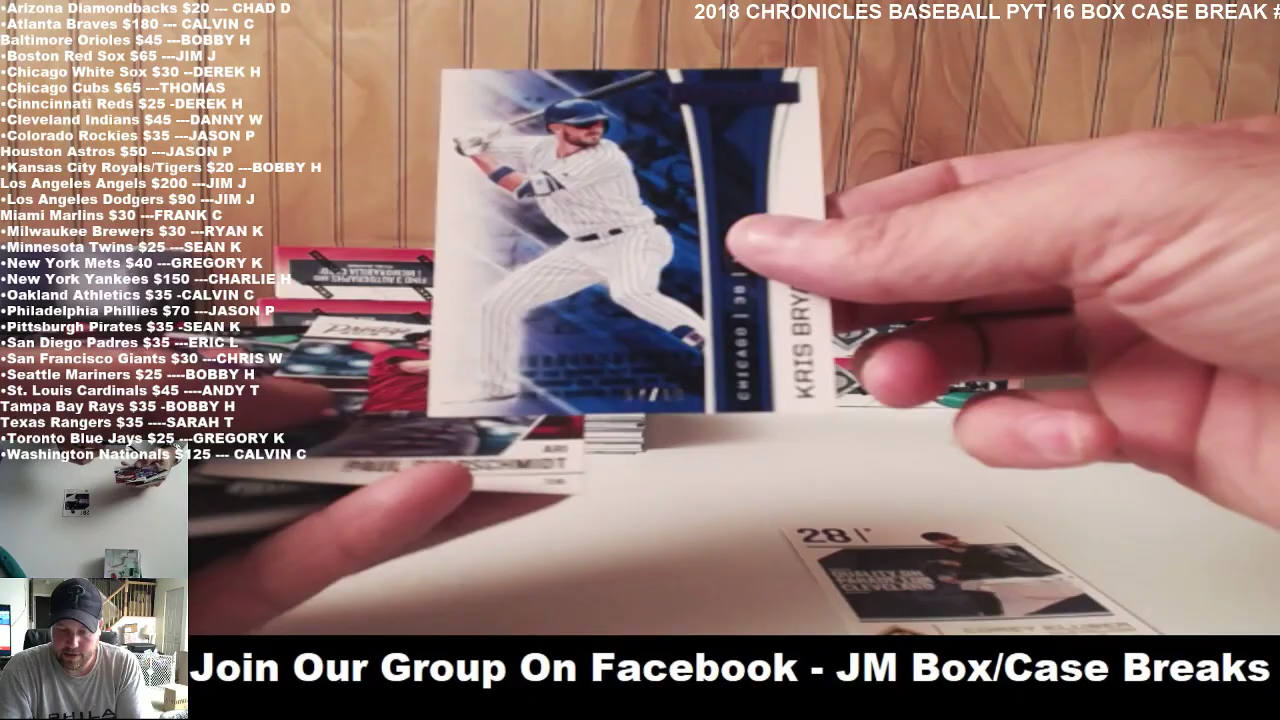 •Arizona Diamondbacks $20 --- CHAD D
•Atlanta Braves $180 --- CALVIN C
Baltimore Orioles $45 ---BOBBY H
•Boston Red Sox $65 ---JIM J
•Chicago White Sox $30 --DEREK H
•Chicago Cubs $65 ---THOMAS
•Cinncinnati Reds $25 -DEREK H
•Cleveland Indians $45 ---DANNY W
•Colorado Rockies $35 ---JASON P
Houston Astros $50 ---JASON P
•Kansas City Royals/Tigers $20 ---BOBBY H
Los Angeles Angels $200 ---JIM J
•Los Angeles Dodgers $90 ---JIM J
Miami Marlins $30 ---FRANK C
•Milwaukee Brewers $30 ---RYAN K
•Minnesota Twins $25 ---SEAN K
•New York Mets $40 ---GREGORY K
•New York Yankees $150 ---CHARLIE H
•Oakland Athletics $35 -CALVIN C
•Philadelphia Phillies $70 ---JASON P
•Pittsburgh Pirates $35 -SEAN K
•San Diego Padres $35 ---ERIC L
•San Francisco Giants $30 ---CHRIS W
•Seattle Mariners $25 ----BOBBY H
•St. Louis Cardinals $45 ----ANDY T
Tampa Bay Rays $35 -BOBBY H
Texas Rangers $35 ----SARAH T
•Toronto Blue Jays $25 ---GREGORY K
•Washington Nationals $125 --- CALVIN C
2018 CHRONICLES BASEBALL PYT 16 BOX CASE BREAK #
CHICAGO | 3B |
KRIS BRY
PAUL
SCHMIDT
28
CLEVELAND
COREY KLUBER
Join Our Group On Facebook - JM Box/Case Breaks